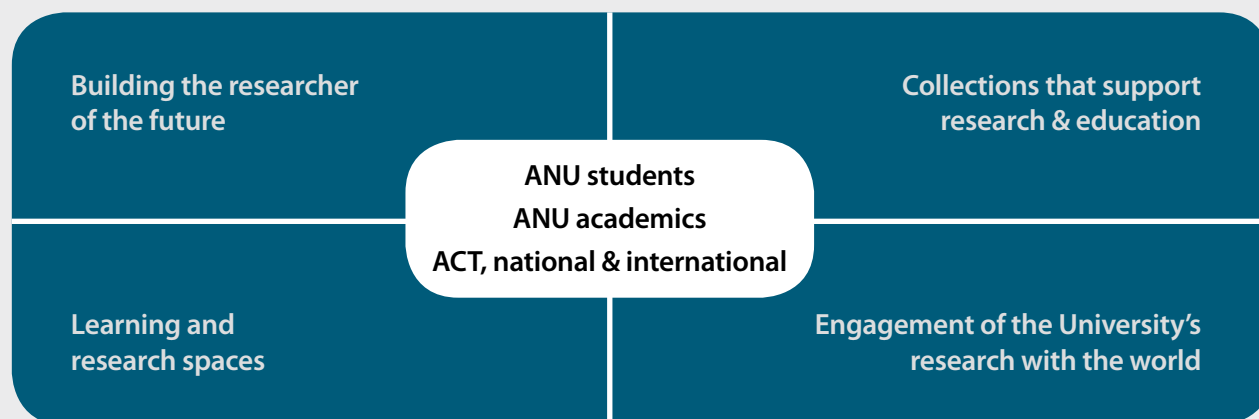 Building the researcher
of the future
Collections that support
research & education
ANU students
ANU academics
ACT, national & international
Learning and
research spaces
Engagement of the University’s
research with the world